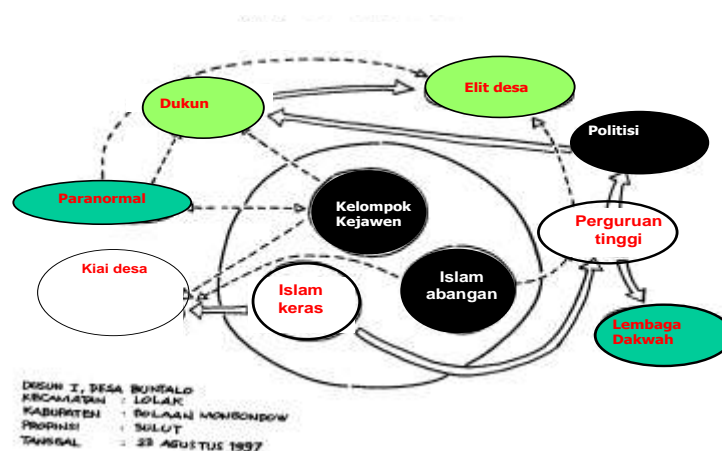 Elit desa
Dukun
Politisi
Paranormal
Kelompok
Kejawen
Perguruan
tinggi
Kiai desa
Islam
keras
Islam
abangan
Lembaga
Dakwah
DUSUN I, DESA BUNTALO
KECAMATAN : LOLAK
KABUPATEN : BOLAAN MONGONDOW
PROPINSI : SULUT
TANGGAL : 23 AGUSTUS 1997